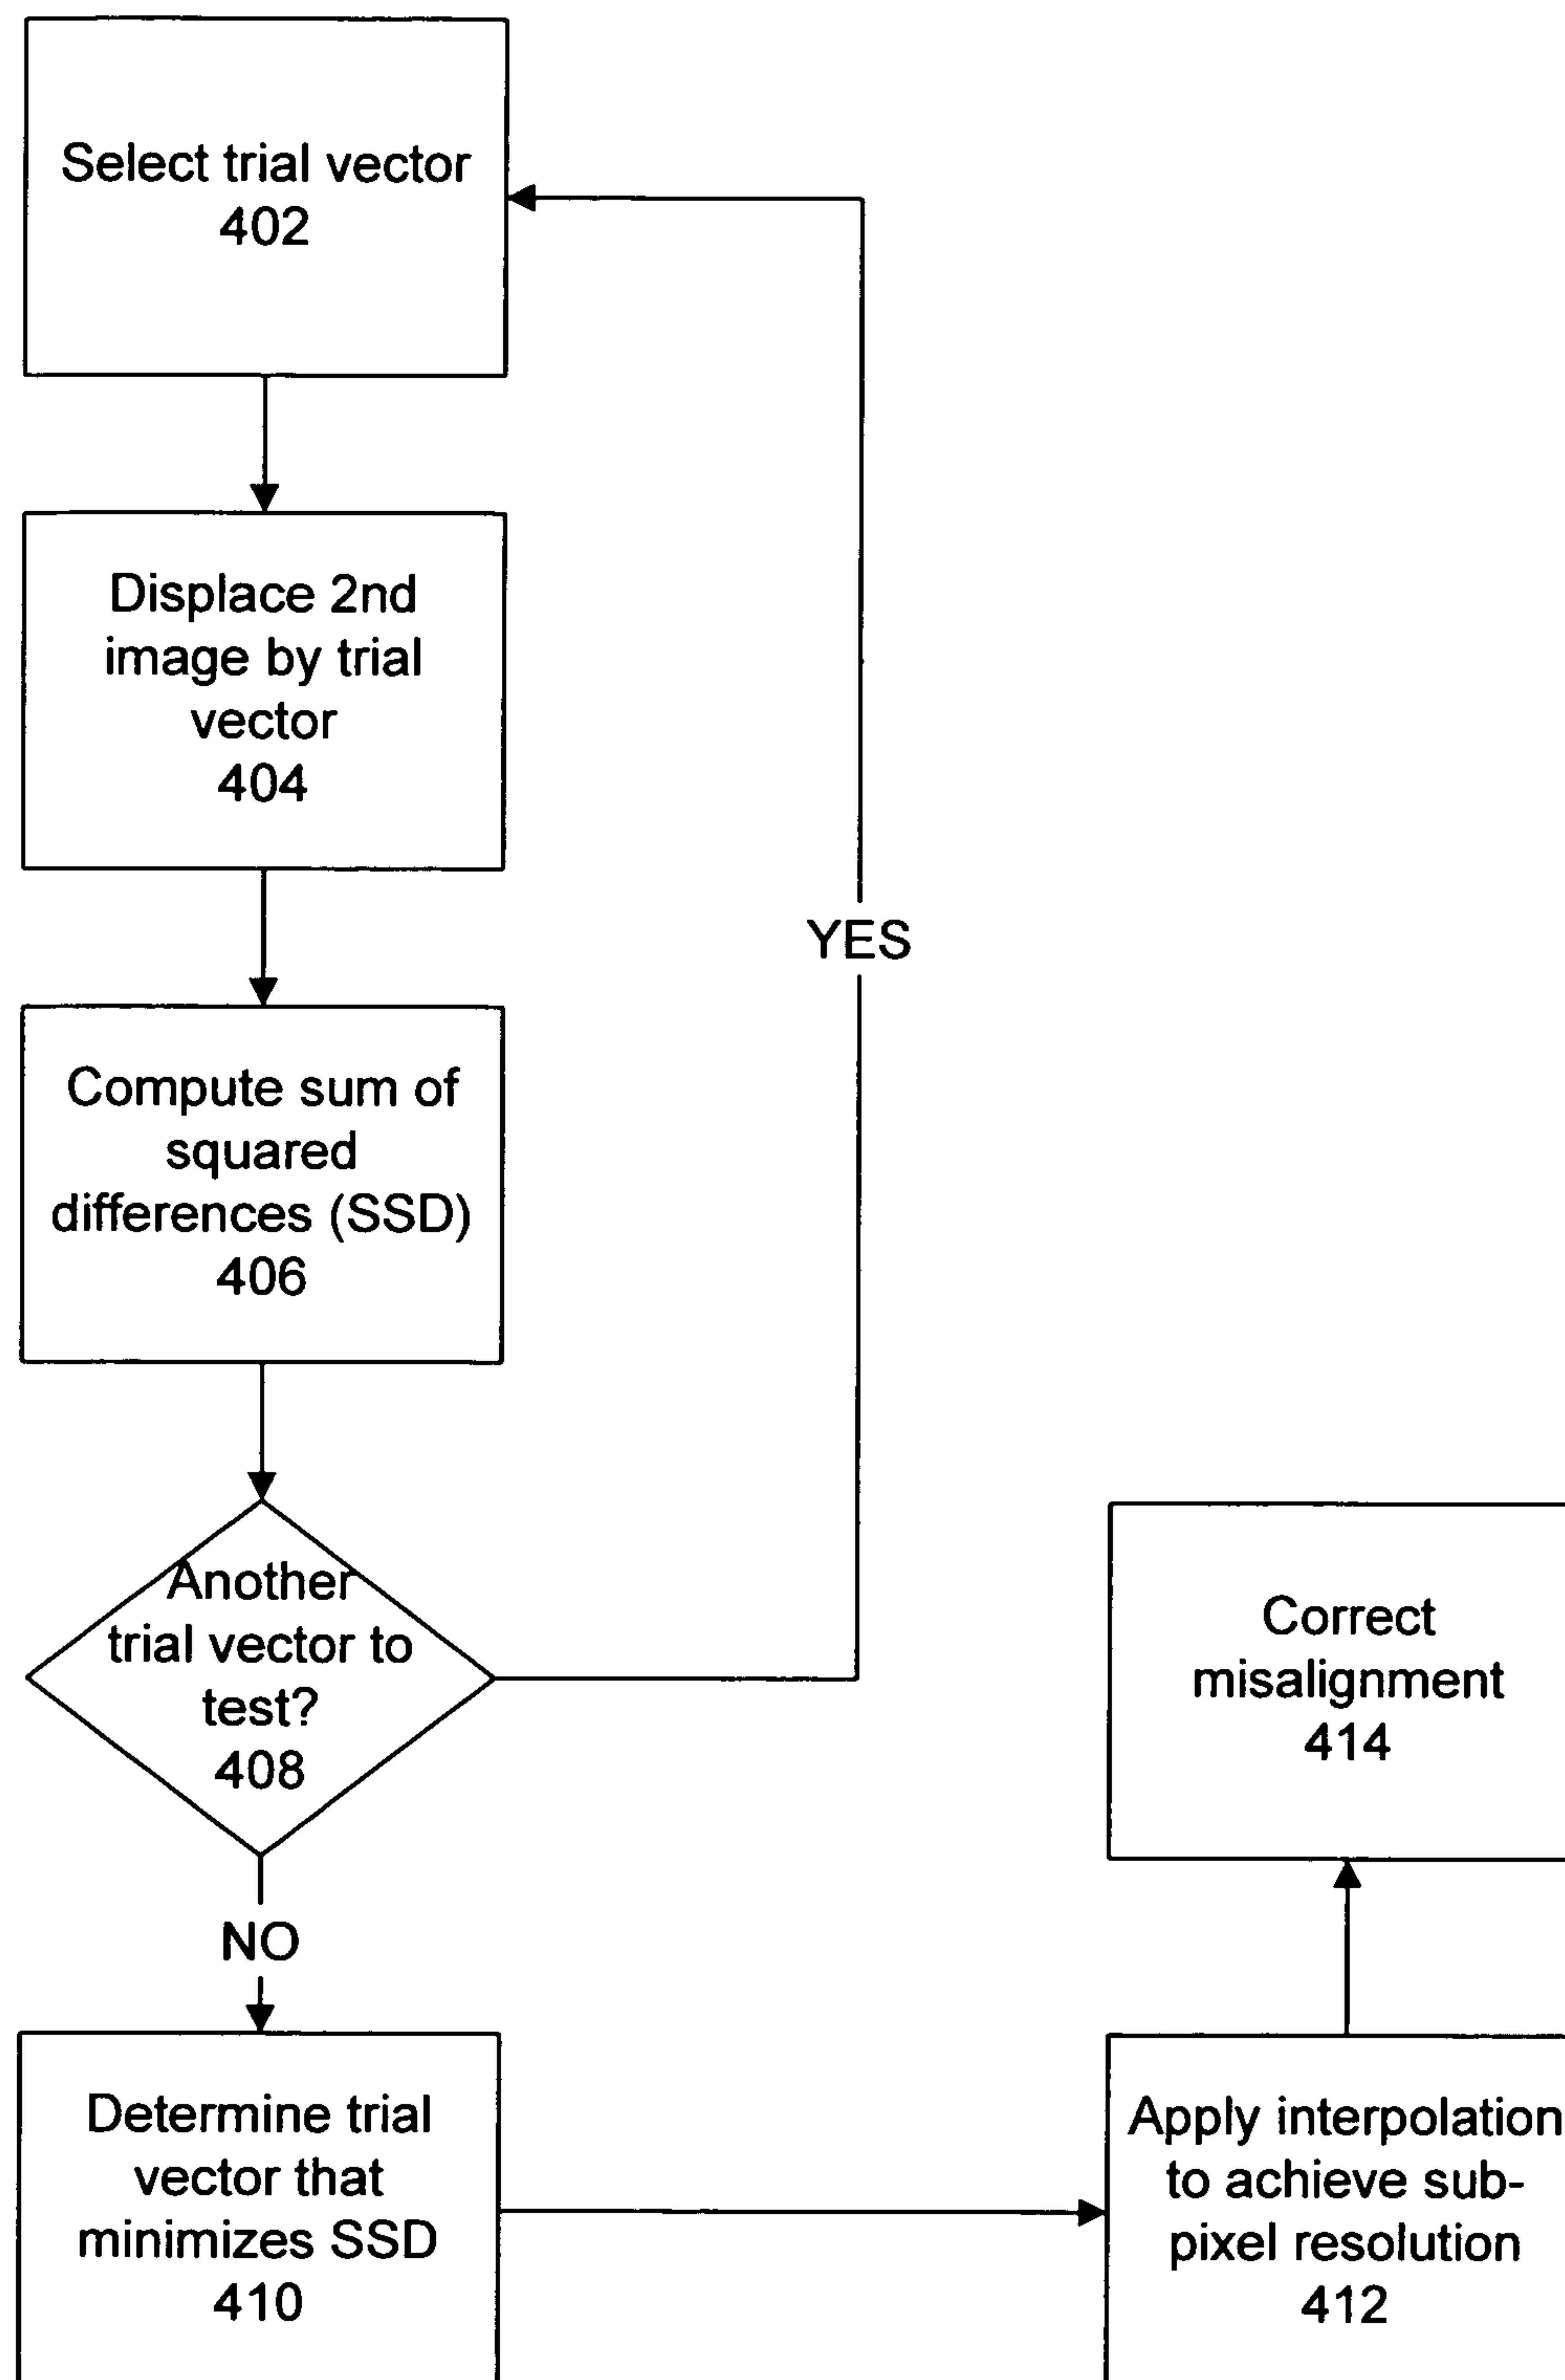 Select trial vector
402
Displace 2nd
image by trial
vector
404
Compute sum of
squared
differences (SSD)
406
YES
Another
trial vector to
test?
408
NO
Determine trial
vector that
minimizes SSD
410
Apply interpolation
to achieve sub-
pixel resolution
412
Correct
misalignment
414